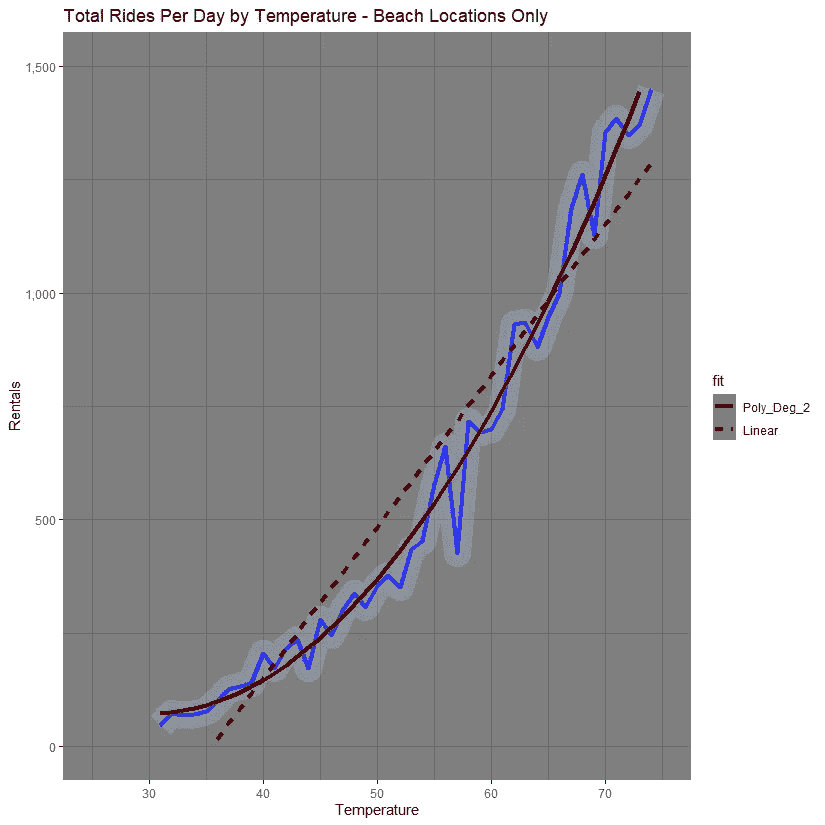 Total Rides Per Day by Temperature - Beach Locations Only
1,500
1,000
500
0
Rentals
30 40 50 60 70
Temperature
fit
Poly_Deg_2
Linear